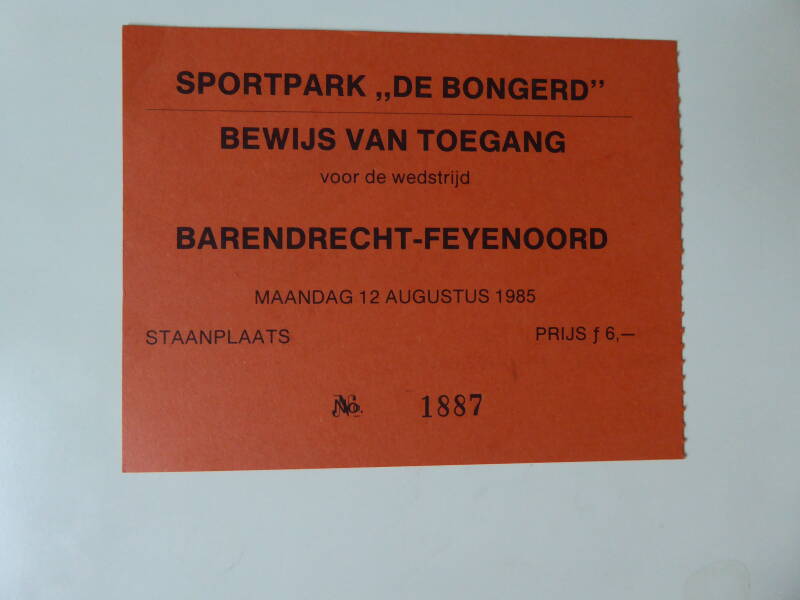 SPORTPARK „DE BONGERD”
BEWIJS VAN TOEGANG
voor de wedstrijd
BARENDRECHT-FEYENOORD
MAANDAG 12 AUGUSTUS 1985
STAANPLAATS PRIJS ƒ 6,—
No. 1887